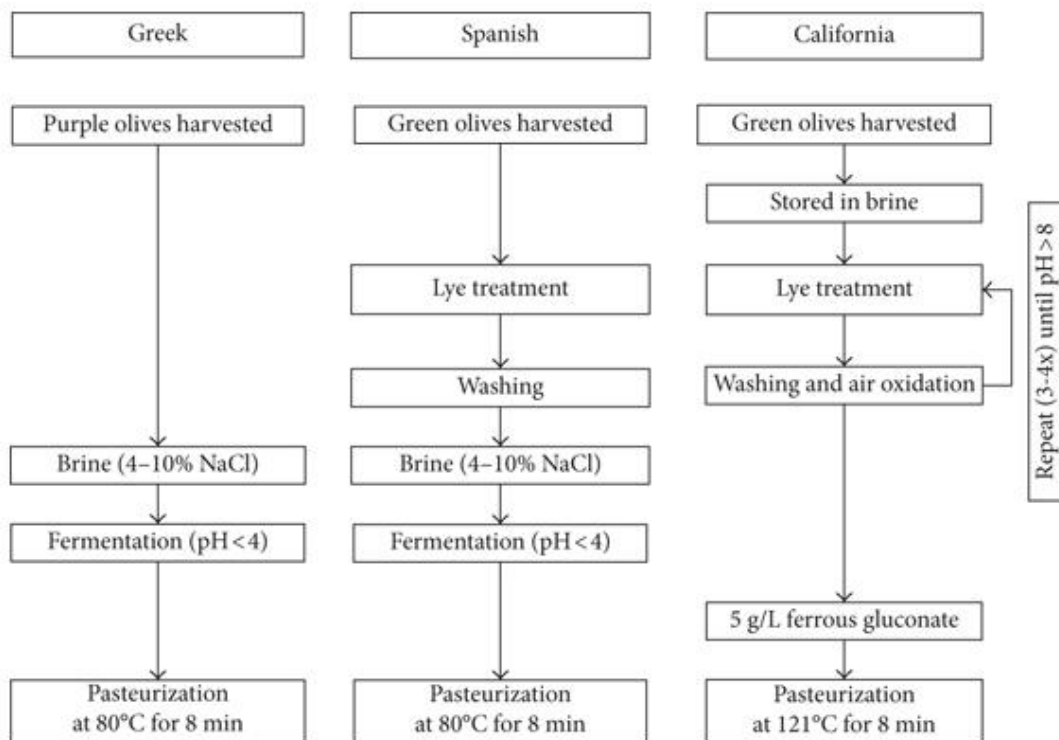 Greek
Purple olives harvested
Brine (4–10% NaCl)
Fermentation (pH<4)
Pasteurization
at 80°C for 8 min
Spanish
Green olives harvested
Lye treatment
Washing
Brine (4–10% NaCl)
Fermentation (pH<4)
Pasteurization
at 80°C for 8 min
California
Green olives harvested
Stored in brine
Lye treatment
Washing and air oxidation
Repeat (3-4x) until pH>8
5 g/L ferrous gluconate
Pasteurization
at 121°C for 8 min